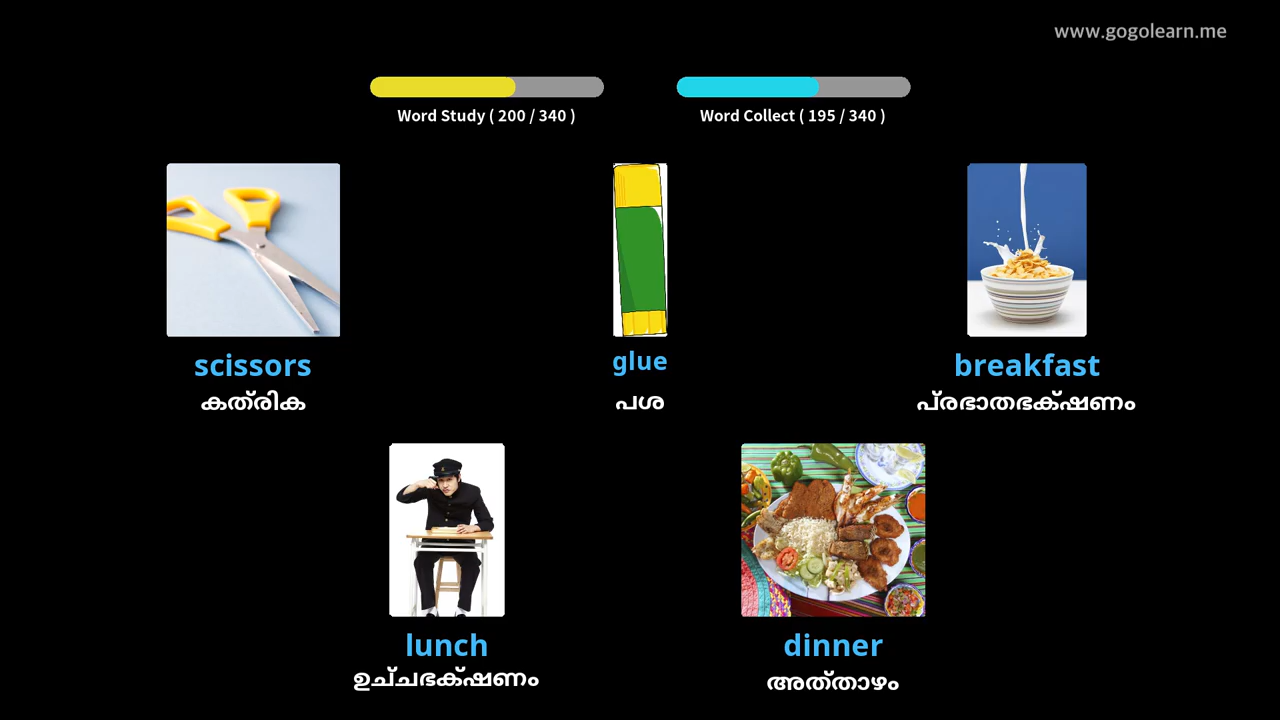 www.gogolearn.me
Word Study ( 200 / 340 )
Word Collect ( 195 / 340 )
scissors
glue
breakfast
കത്രിക
പശ
പ്രഭാതഭക്ഷണം
lunch
dinner
ഉച്ചഭക്ഷണം
അത്താഴം